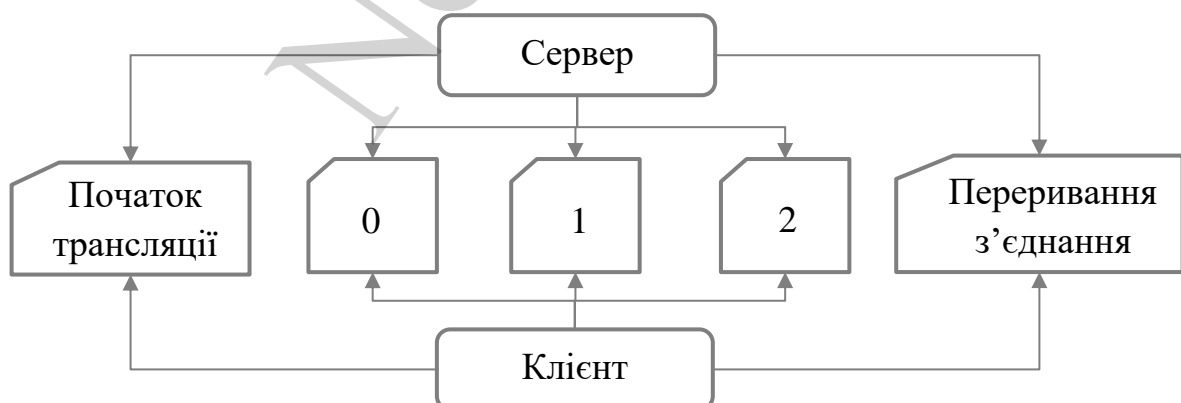 Сервер
Початок
трансляції
0
1
2
Переривання
з’єднання
Клієнт